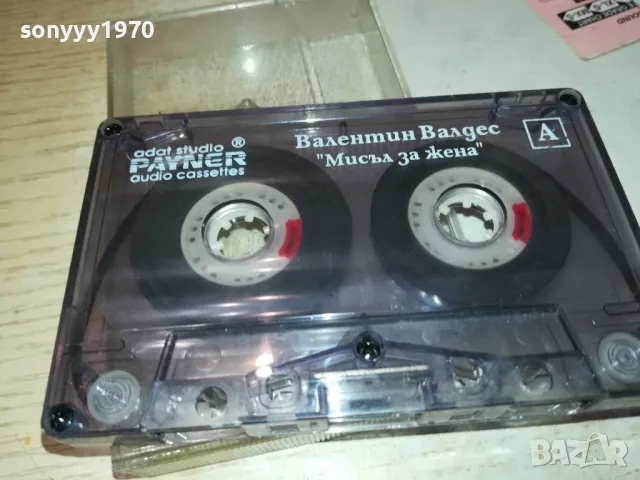 sonyyy1970
adat studio
PAYNER®
audio cassettes
Валентин Валдес
"Мисъл за жена"
A
BAZAR